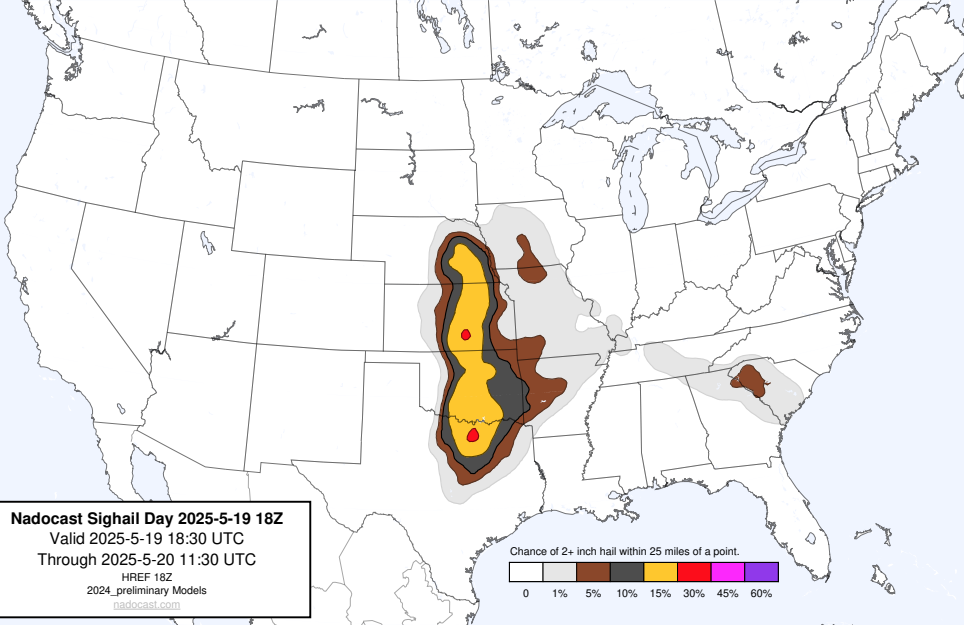 Nadocast Sighail Day 2025-5-19 18Z
Valid 2025-5-19 18:30 UTC
Through 2025-5-20 11:30 UTC
HREF 18Z
2024_preliminary Models
nadocast.com
Chance of 2+ inch hail within 25 miles of a point.
0 1% 5% 10% 15% 30% 45% 60%